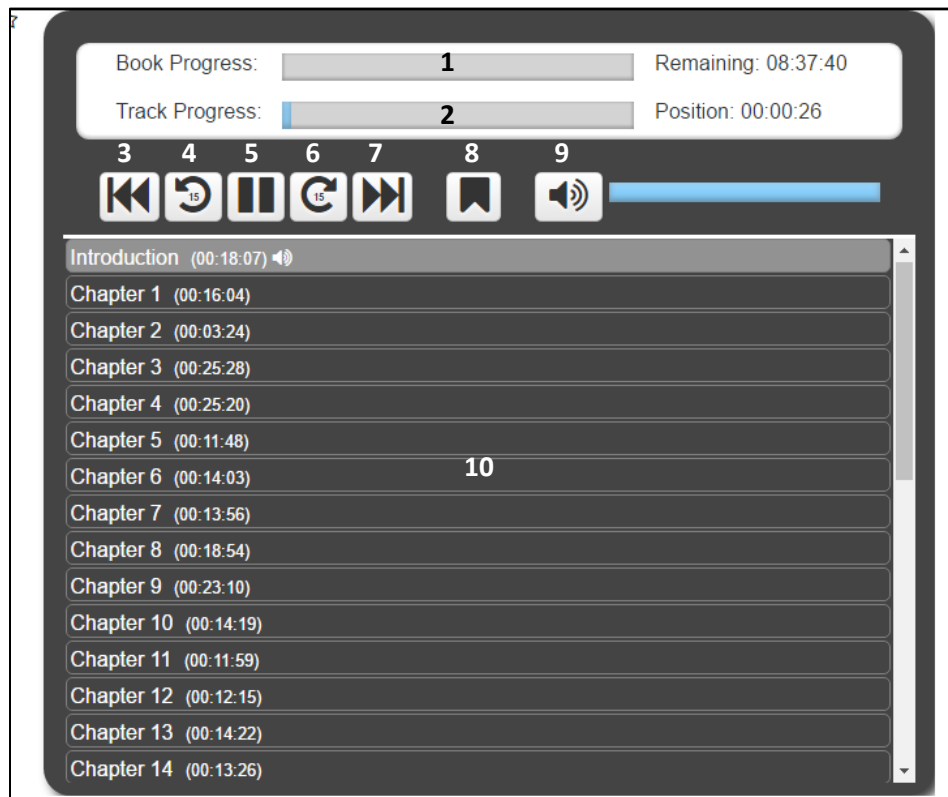 Book Progress: 1 Remaining: 08:37:40
Track Progress: 2 Position: 00:00:26
3 4 5 6 7 8 9
15 15
Introduction (00:18:07)
Chapter 1 (00:16:04)
Chapter 2 (00:03:24)
Chapter 3 (00:25:28)
Chapter 4 (00:25:20)
Chapter 5 (00:11:48)
Chapter 6 (00:14:03) 10
Chapter 7 (00:13:56)
Chapter 8 (00:18:54)
Chapter 9 (00:23:10)
Chapter 10 (00:14:19)
Chapter 11 (00:11:59)
Chapter 12 (00:12:15)
Chapter 13 (00:14:22)
Chapter 14 (00:13:26)